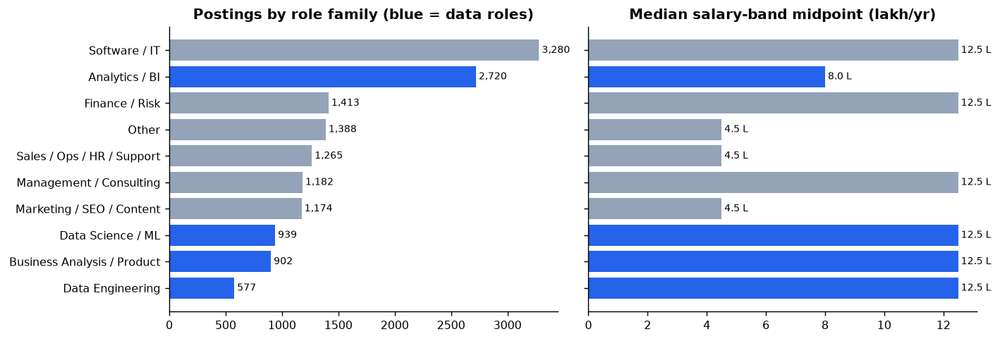 Postings by role family (blue = data roles)
Software / IT
3,280
Analytics / BI
2,720
Finance / Risk
1,413
Other
1,388
Sales / Ops / HR / Support
1,265
Management / Consulting
1,182
Marketing / SEO / Content
1,174
Data Science / ML
939
Business Analysis / Product
902
Data Engineering
577
0 500 1000 1500 2000 2500 3000
Median salary-band midpoint (lakh/yr)
12.5 L
8.0 L
12.5 L
4.5 L
4.5 L
12.5 L
4.5 L
12.5 L
12.5 L
12.5 L
0 2 4 6 8 10 12